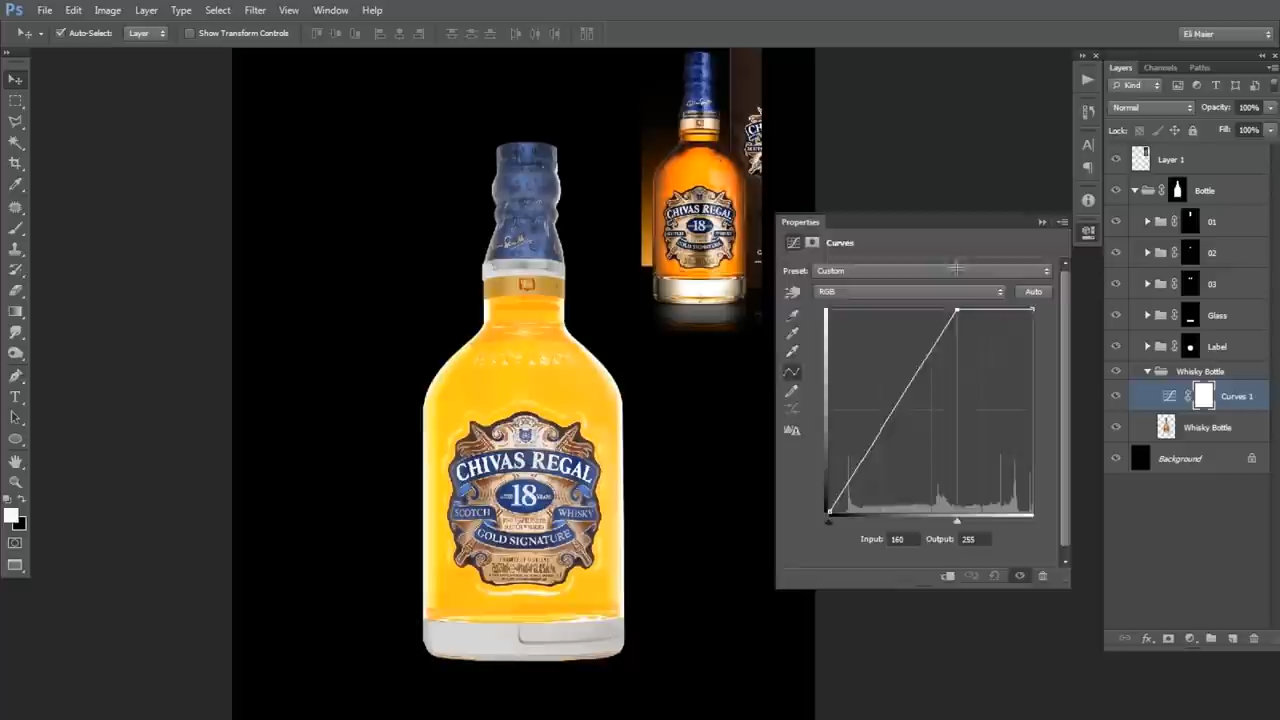 Ps File Edit Image Layer Type Select Filter View Window Help
Auto-Select: Layer Show Transform Controls Eli Maier
Layers Channels Paths
Kind
Normal Opacity: 100%
Lock: Fill: 100%
Layer 1
Bottle
01
02
03
Glass
Label
Whisky Bottle
Curves 1
Whisky Bottle
Background
Properties
Curves
Preset: Custom
RGB Auto
Input: 160 Output: 255
CHIVAS REGAL
18
GOLD SIGNATURE
CHIVAS REGAL
18 YEARS
SCOTCH WHISKY
GOLD SIGNATURE